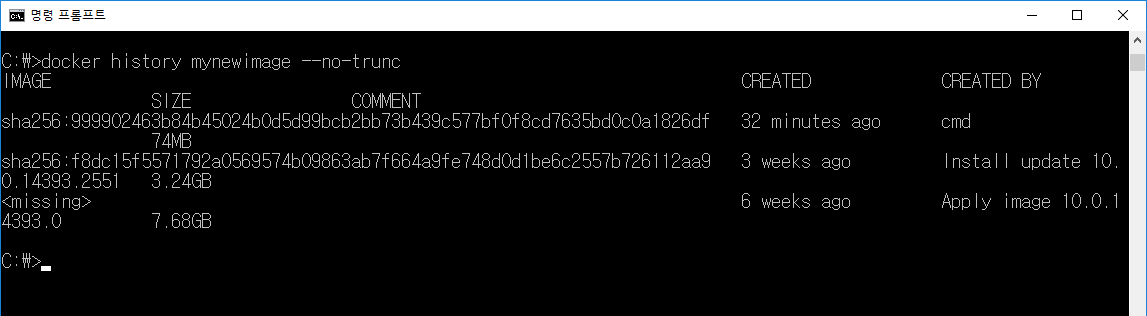 명령 프롬프트
C:\>docker history mynewimage --no-trunc
IMAGE CREATED CREATED BY
SIZE COMMENT
sha256:999902463b84b45024b0d5d99bcb2bb73b439c577bf0f8cd7635bd0c0a1826df 32 minutes ago cmd
74MB
sha256:f8dc15f5571792a0569574b09863ab7f664a9fe748d0d1be6c2557b726112aa9 3 weeks ago Install update 10.
0.14393.2551 3.24GB
<missing> 6 weeks ago Apply image 10.0.1
4393.0 7.68GB
C:\>